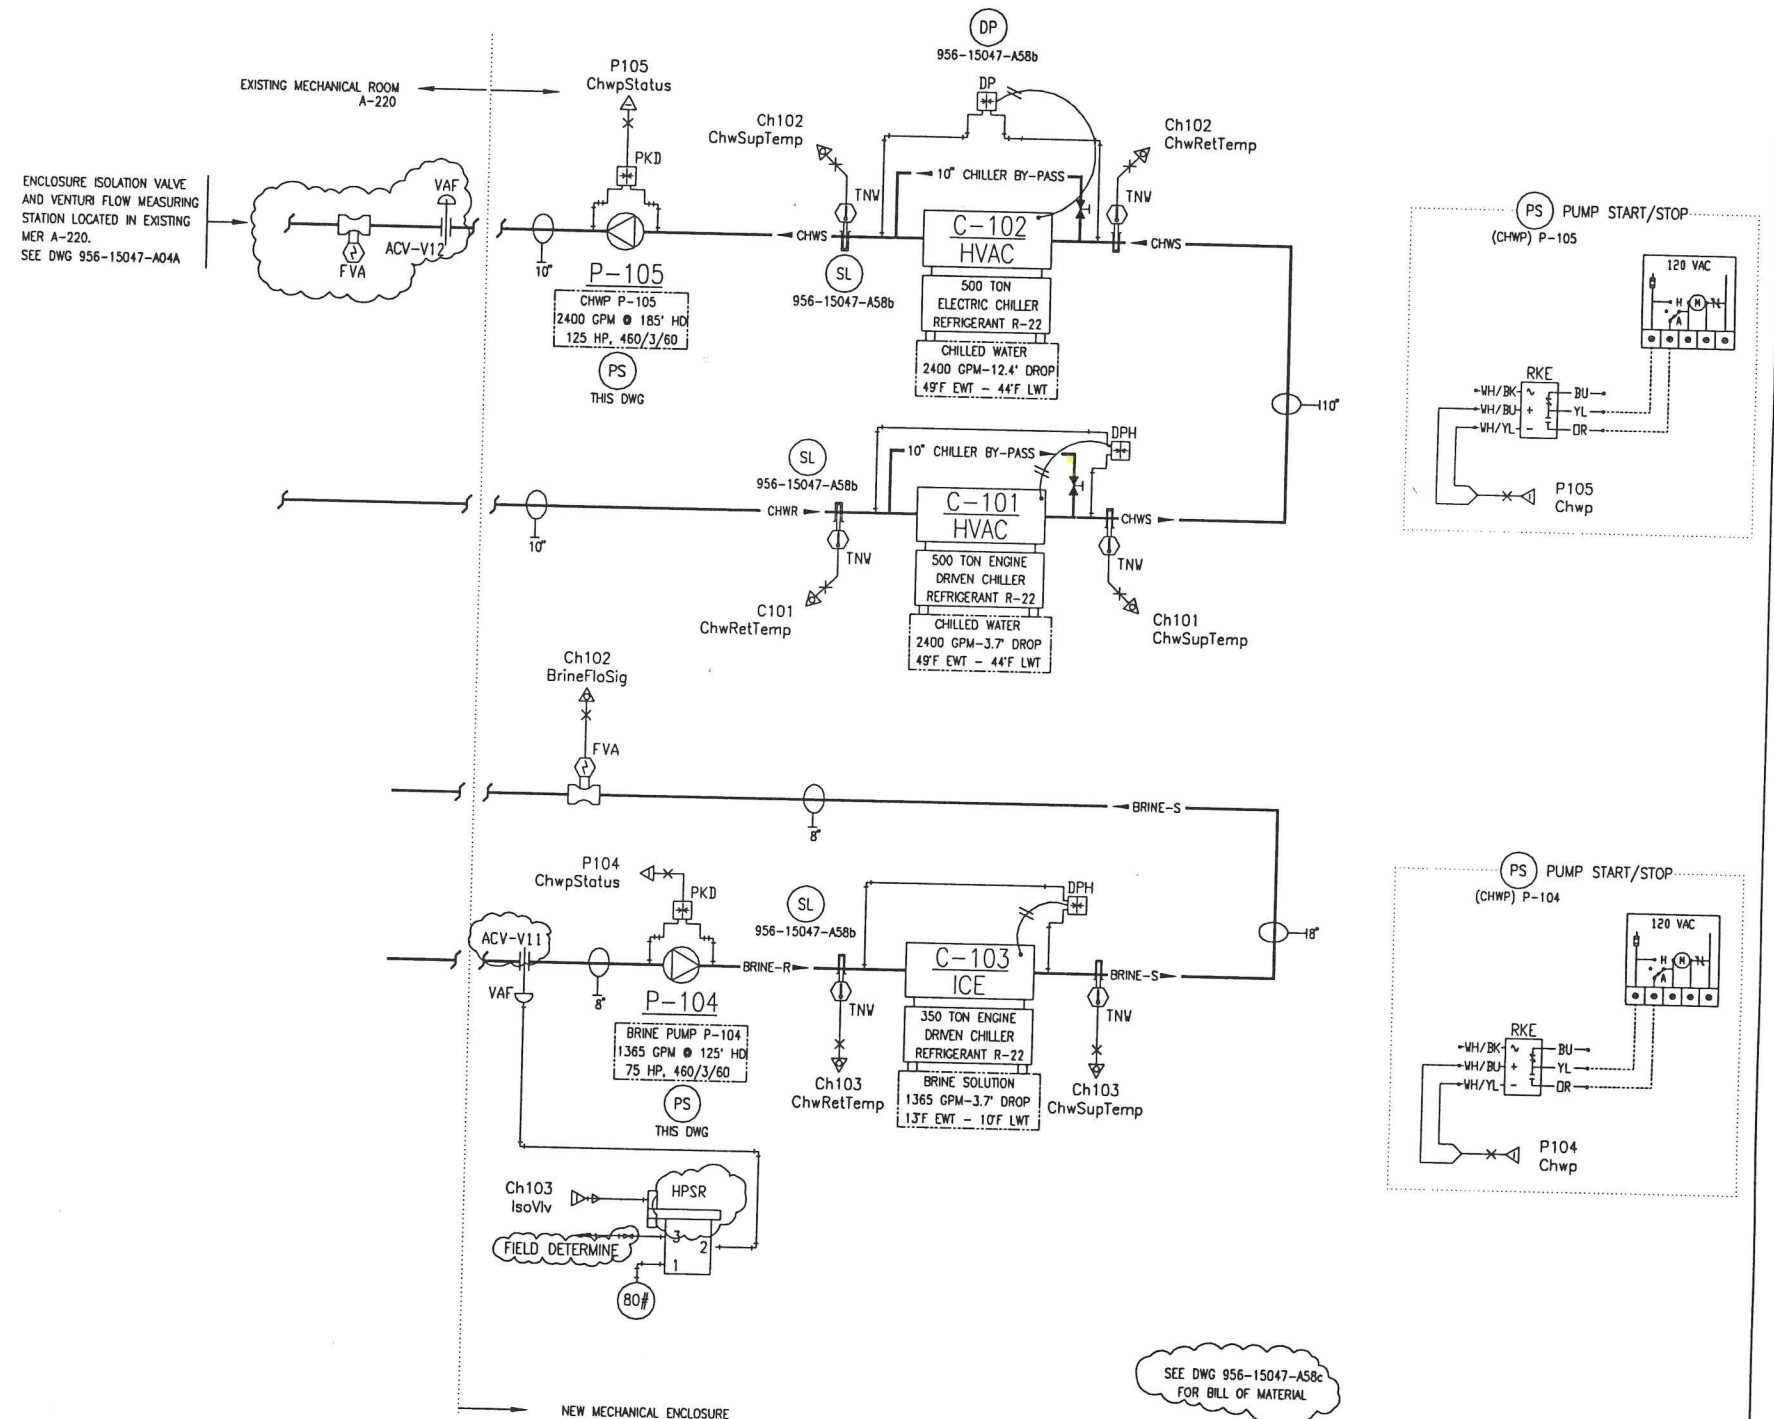 DP
956-15047-A58b
EXISTING MECHANICAL ROOM
A-220
P105
ChwpStatus
DP
Ch102
ChwSupTemp
Ch102
ChwRetTemp
PKD
ENCLOSURE ISOLATION VALVE
AND VENTURI FLOW MEASURING
STATION LOCATED IN EXISTING
MER A-220.
SEE DWG 956-15047-A04A
VAF
ACV-V12
FVA
10"
P-105
CHWP P-105
2400 GPM @ 185' HD
125 HP, 460/3/60
PS
THIS DWG
TNW
10" CHILLER BY-PASS
TNW
CHWS
C-102
HVAC
CHWS
SL
956-15047-A58b
500 TON
ELECTRIC CHILLER
REFRIGERANT R-22
CHILLED WATER
2400 GPM-12.4' DROP
49°F EWT - 44°F LWT
10"
PS PUMP START/STOP
(CHWP) P-105
120 VAC
H
M
A
RKE
WH/BK ~ BU
WH/BU + YL
WH/YL - OR
P105
Chwp
DPH
10" CHILLER BY-PASS
SL
956-15047-A58b
10"
CHWR
C-101
HVAC
CHWS
TNW
TNW
500 TON ENGINE
DRIVEN CHILLER
REFRIGERANT R-22
C101
ChwRetTemp
CHILLED WATER
2400 GPM-3.7' DROP
49°F EWT - 44°F LWT
Ch101
ChwSupTemp
Ch102
BrineFloSig
FVA
BRINE-S
8"
P104
ChwpStatus
PKD
SL
956-15047-A58b
DPH
8"
ACV-V11
VAF
8"
P-104
BRINE-R
C-103
ICE
BRINE-S
TNW
TNW
BRINE PUMP P-104
1365 GPM @ 125' HD
75 HP, 460/3/60
PS
THIS DWG
350 TON ENGINE
DRIVEN CHILLER
REFRIGERANT R-22
Ch103
ChwRetTemp
BRINE SOLUTION
1365 GPM-3.7' DROP
13°F EWT - 10°F LWT
Ch103
ChwSupTemp
PS PUMP START/STOP
(CHWP) P-104
120 VAC
H
M
A
RKE
WH/BK ~ BU
WH/BU + YL
WH/YL - OR
P104
Chwp
Ch103
IsoVlv
HPSR
FIELD DETERMINE
3
2
1
80#
SEE DWG 956-15047-A58c
FOR BILL OF MATERIAL
NEW MECHANICAL ENCLOSURE